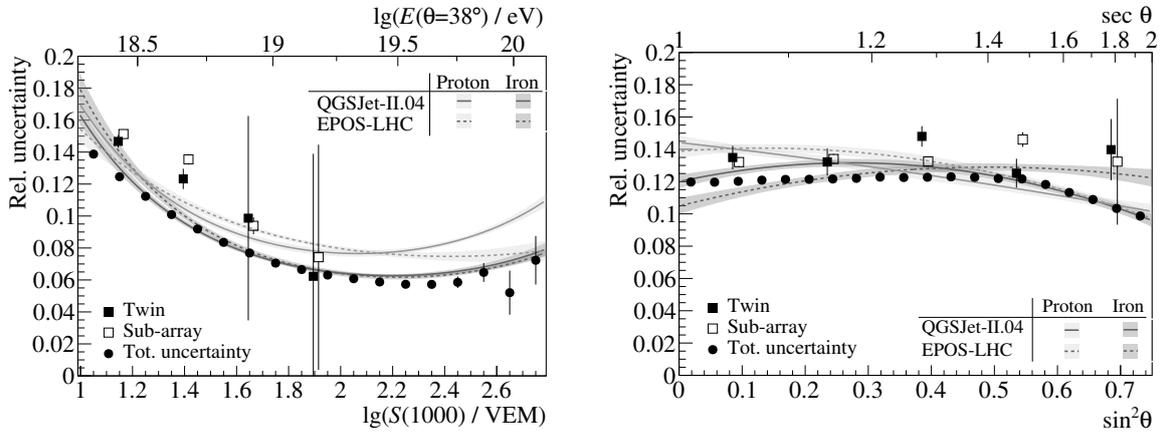 lg(E(θ=38°) / eV)
18.5 19 19.5 20
Rel. uncertainty
0.2
0.18
0.16
0.14
0.12
0.1
0.08
0.06
0.04
0.02
0
Proton Iron
QGSJet-II.04
EPOS-LHC
Twin
Sub-array
Tot. uncertainty
1 1.2 1.4 1.6 1.8 2 2.2 2.4 2.6
lg(S(1000) / VEM)
sec θ
1 1.2 1.4 1.6 1.8 2
Rel. uncertainty
0.2
0.18
0.16
0.14
0.12
0.1
0.08
0.06
0.04
0.02
0
Twin
Sub-array
Tot. uncertainty
Proton Iron
QGSJet-II.04
EPOS-LHC
0 0.1 0.2 0.3 0.4 0.5 0.6 0.7
sin²θ